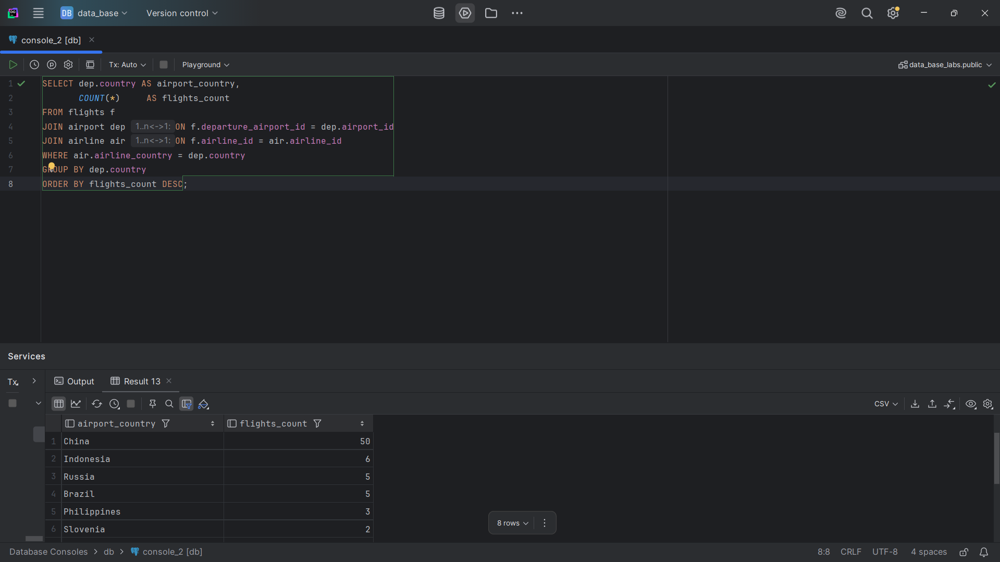 DB data_base Version control
console_2 [db]
Tx: Auto Playground data_base_labs.public
1 SELECT dep.country AS airport_country,
2 COUNT(*) AS flights_count
3 FROM flights f
4 JOIN airport dep 1..n<->1: ON f.departure_airport_id = dep.airport_id
5 JOIN airline air 1..n<->1: ON f.airline_id = air.airline_id
6 WHERE air.airline_country = dep.country
7 GROUP BY dep.country
8 ORDER BY flights_count DESC;
Services
Tx Output Result 13
CSV
airport_country flights_count
1 China 50
2 Indonesia 6
3 Russia 5
4 Brazil 5
5 Philippines 3
6 Slovenia 2
8 rows
Database Consoles > db > console_2 [db] 8:8 CRLF UTF-8 4 spaces